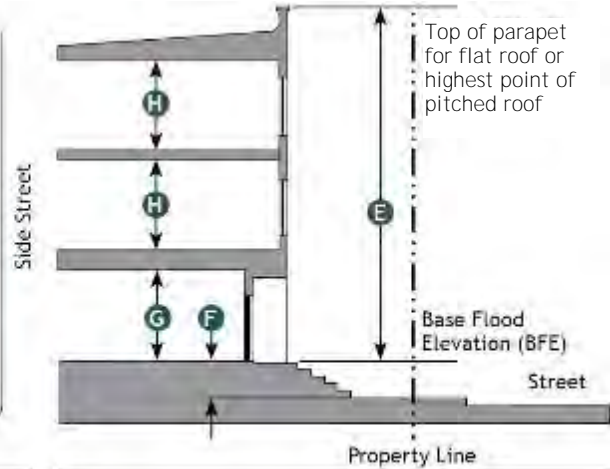 Top of parapet
for flat roof or
highest point of
pitched roof
H
Side Street
H
E
G
F
Base Flood
Elevation (BFE)
Street
Property Line